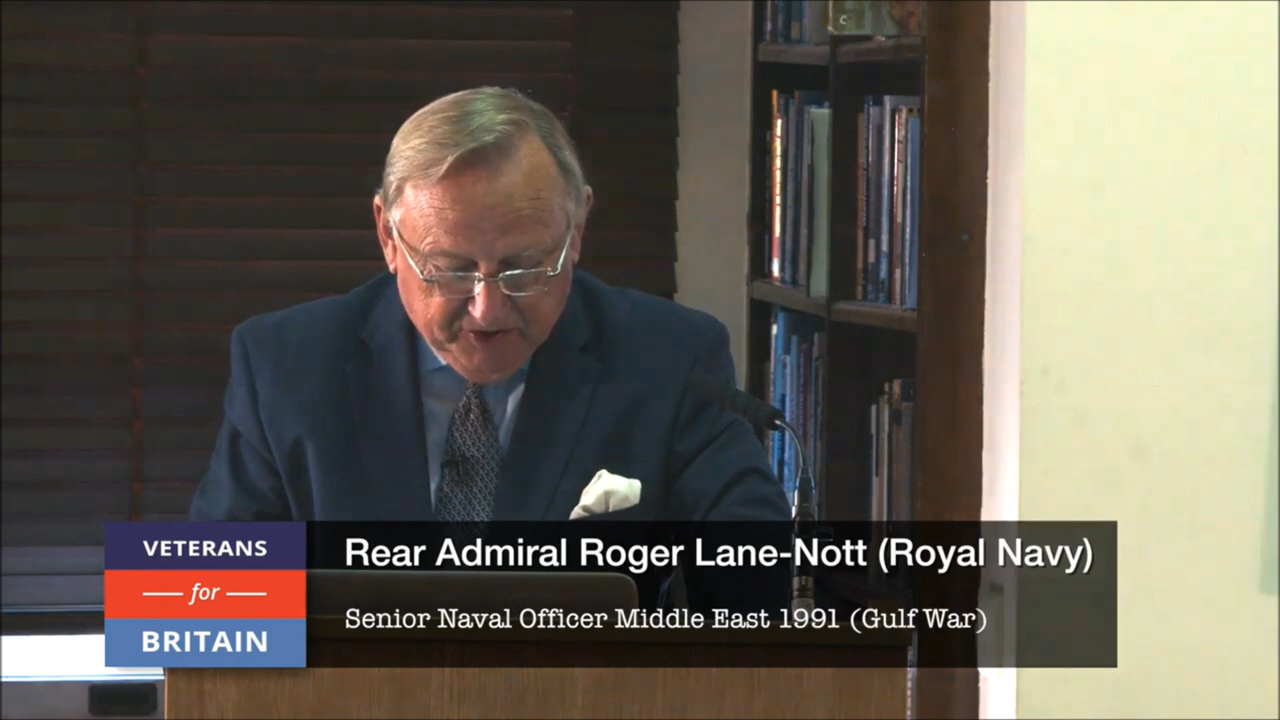 VETERANS
for
BRITAIN
Rear Admiral Roger Lane-Nott (Royal Navy)
Senior Naval Officer Middle East 1991 (Gulf War)